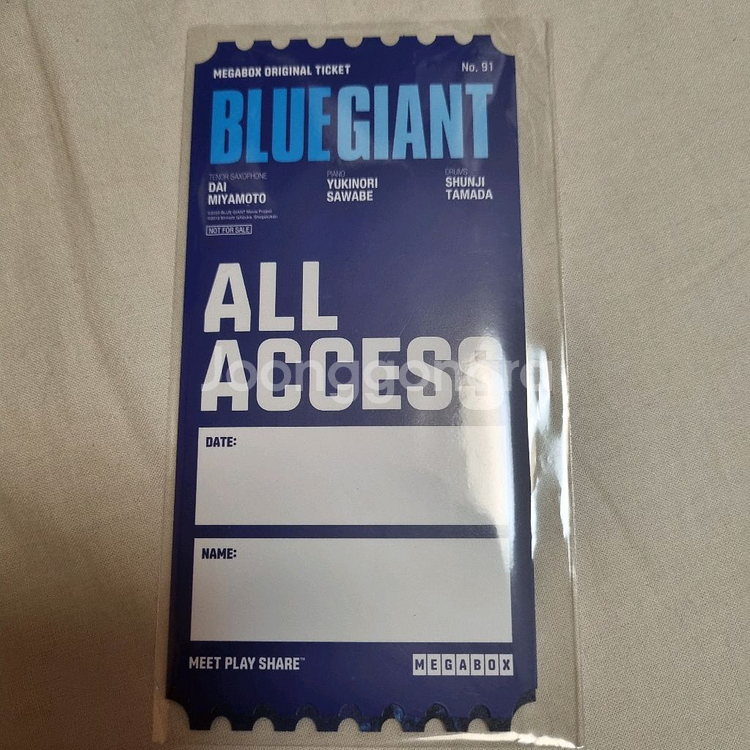 MEGABOX ORIGINAL TICKET No. 91
BLUE GIANT
TENOR SAXOPHONE PIANO DRUMS
DAI YUKINORI SHUNJI
MIYAMOTO SAWABE TAMADA
NOT FOR SALE
ALL
ACCESS
Joonggonara
DATE:
NAME:
MEET PLAY SHARE™ MEGABOX